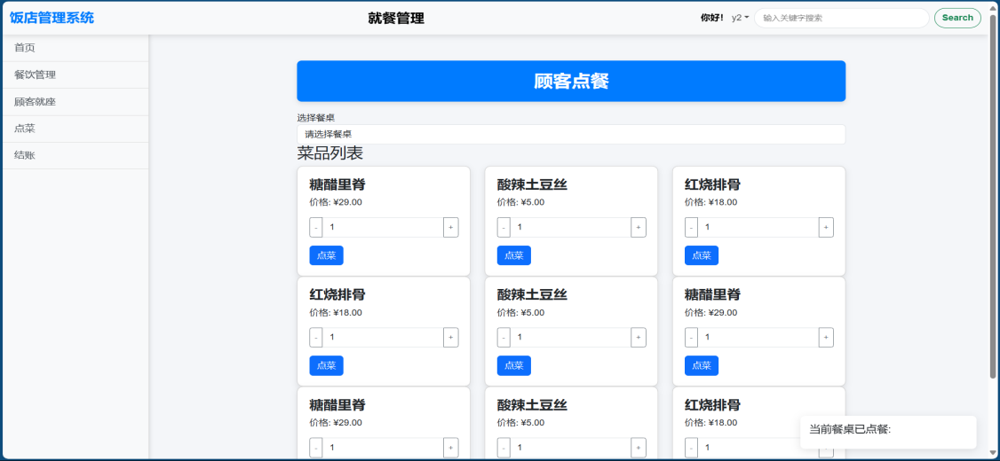 饭店管理系统 就餐管理 你好! y2 输入关键字搜索 Search
首页
餐饮管理
顾客就座
点菜
结账
顾客点餐
选择餐桌
请选择餐桌
菜品列表
糖醋里脊 酸辣土豆丝 红烧排骨
价格: ¥29.00 价格: ¥5.00 价格: ¥18.00
- 1 + - 1 + - 1 +
点菜 点菜 点菜
红烧排骨 酸辣土豆丝 糖醋里脊
价格: ¥18.00 价格: ¥5.00 价格: ¥29.00
- 1 + - 1 + - 1 +
点菜 点菜 点菜
糖醋里脊 酸辣土豆丝 红烧排骨
价格: ¥29.00 价格: ¥5.00 价格: ¥18.00
- 1 + - 1 + - 1
当前餐桌已点餐: